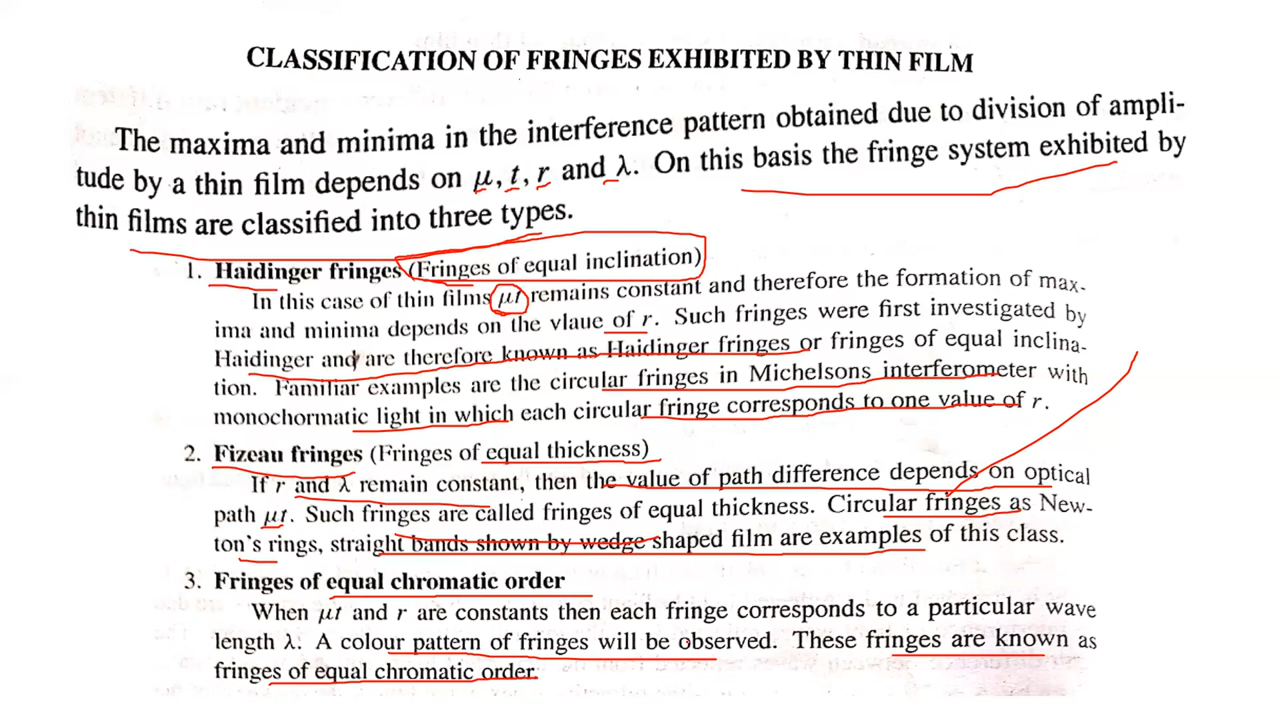 CLASSIFICATION OF FRINGES EXHIBITED BY THIN FILM
The maxima and minima in the interference pattern obtained due to division of ampli-
tude by a thin film depends on μ, t, r and λ. On this basis the fringe system exhibited by
thin films are classified into three types.
1. Haidinger fringes (Fringes of equal inclination)
In this case of thin films μt remains constant and therefore the formation of max-
ima and minima depends on the vlaue of r. Such fringes were first investigated by
Haidinger and are therefore known as Haidinger fringes or fringes of equal inclina-
tion. Familiar examples are the circular fringes in Michelsons interferometer with
monochormatic light in which each circular fringe corresponds to one value of r.
2. Fizeau fringes (Fringes of equal thickness)
If r and λ remain constant, then the value of path difference depends on optical
path μt. Such fringes are called fringes of equal thickness. Circular fringes as New-
ton's rings, straight bands shown by wedge shaped film are examples of this class.
3. Fringes of equal chromatic order
When μt and r are constants then each fringe corresponds to a particular wave
length λ. A colour pattern of fringes will be observed. These fringes are known as
fringes of equal chromatic order.